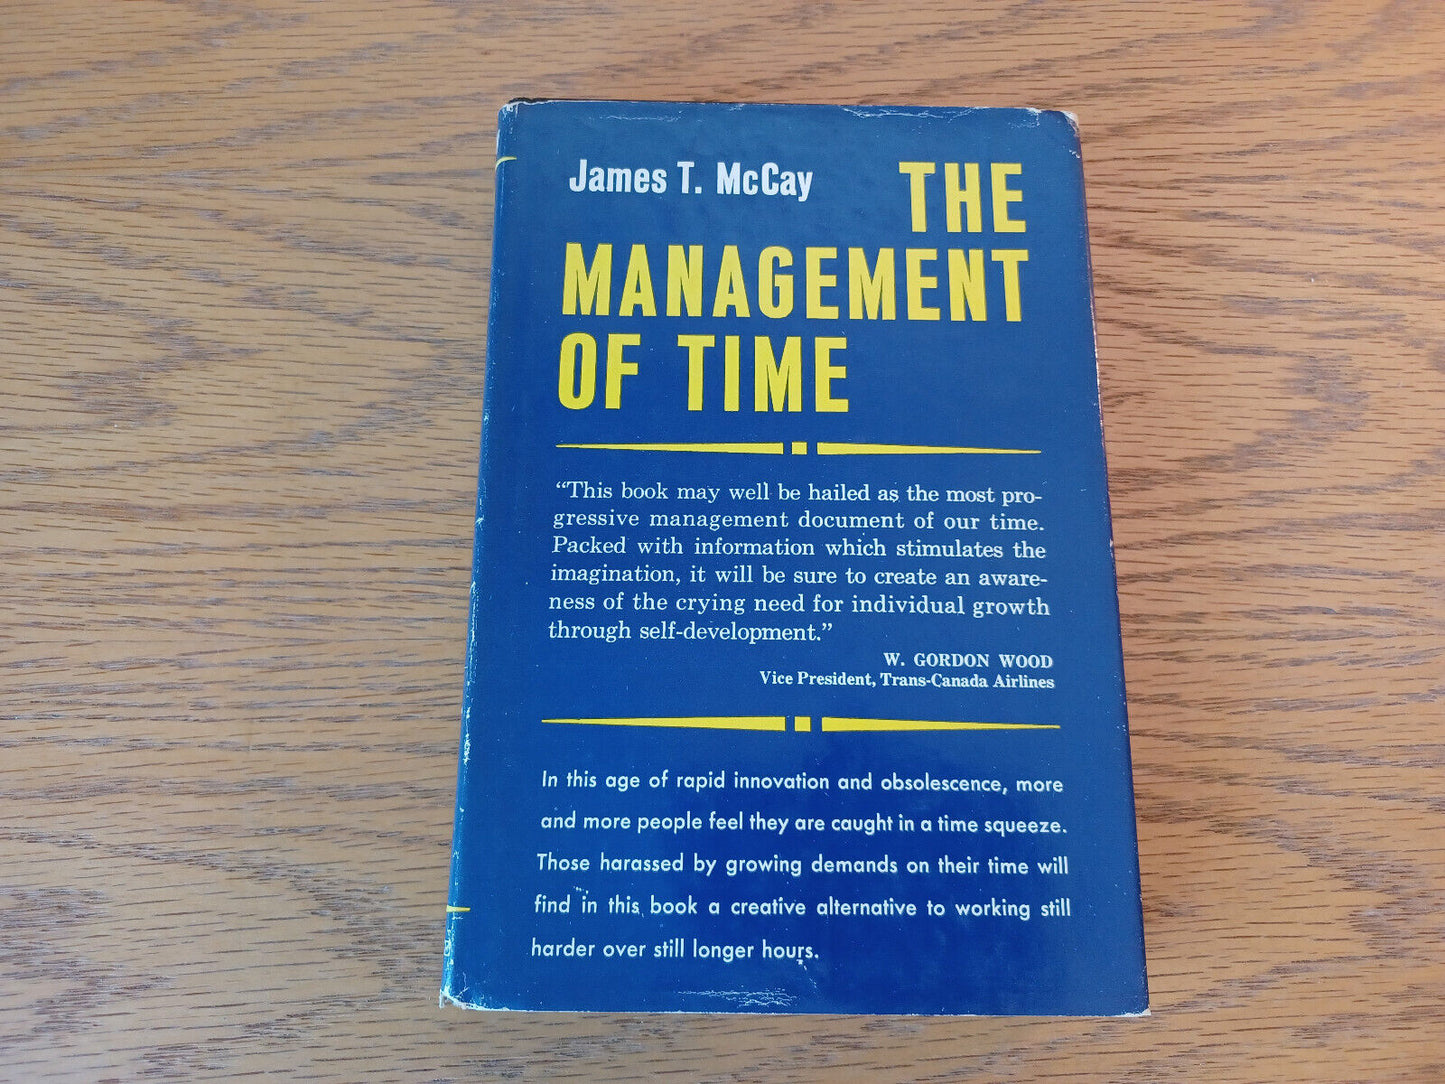 James T. McCay THE
MANAGEMENT
OF TIME
“This book may well be hailed as the most pro-
gressive management document of our time.
Packed with information which stimulates the
imagination, it will be sure to create an aware-
ness of the crying need for individual growth
through self-development.”
W. GORDON WOOD
Vice President, Trans-Canada Airlines
In this age of rapid innovation and obsolescence, more
and more people feel they are caught in a time squeeze.
Those harassed by growing demands on their time will
find in this book a creative alternative to working still
harder over still longer hours.